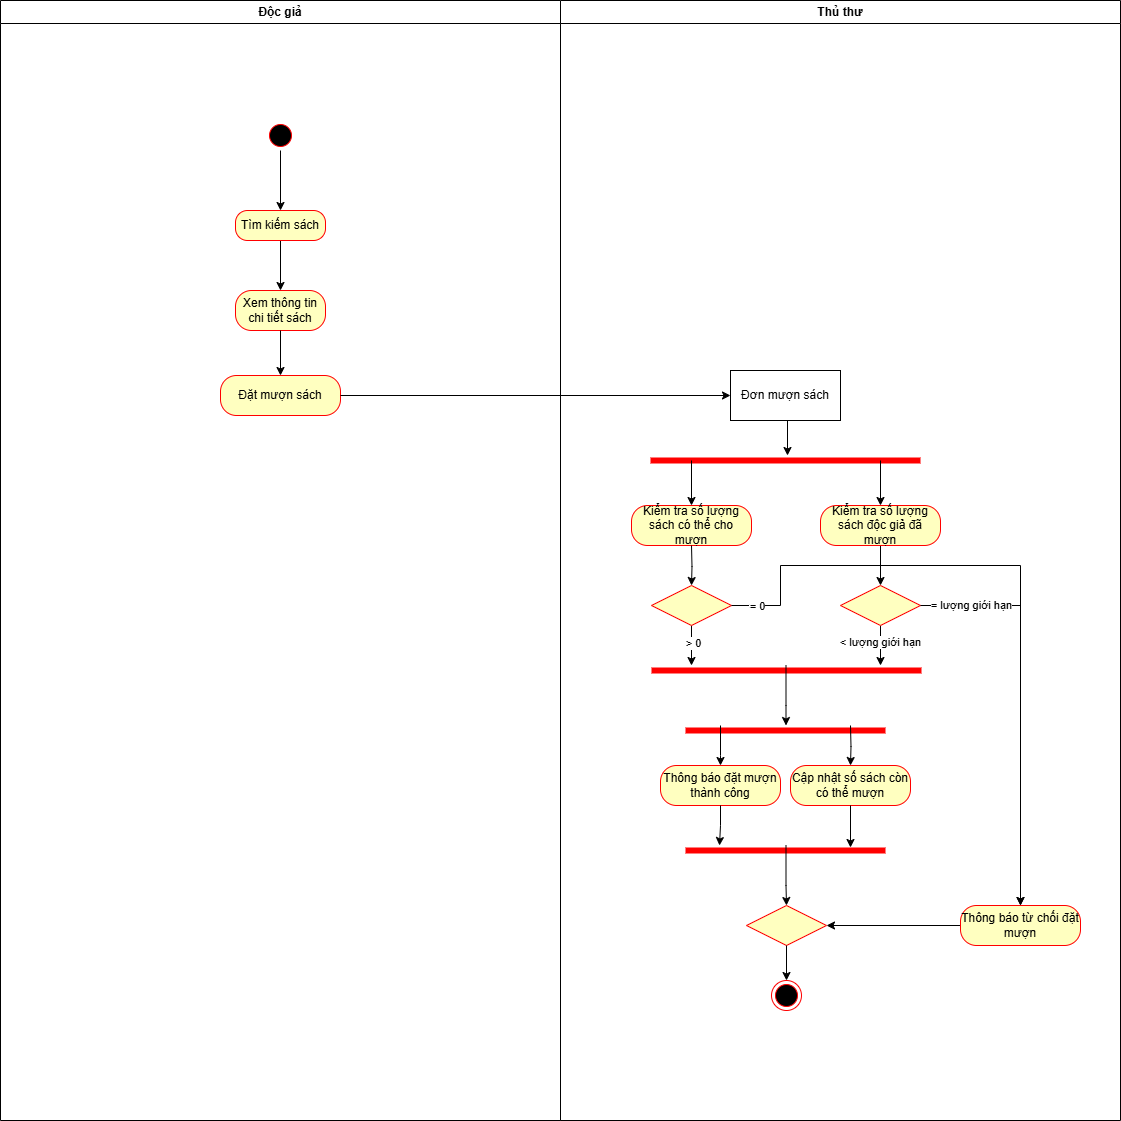 Độc giả
Thủ thư
Tìm kiếm sách
Xem thông tin
chi tiết sách
Đặt mượn sách
Đơn mượn sách
Kiểm tra số lượng
sách có thể cho
mượn
Kiểm tra số lượng
sách độc giả đã
mượn
= 0
= lượng giới hạn
> 0
< lượng giới hạn
Thông báo đặt mượn
thành công
Cập nhật số sách còn
có thể mượn
Thông báo từ chối đặt
mượn